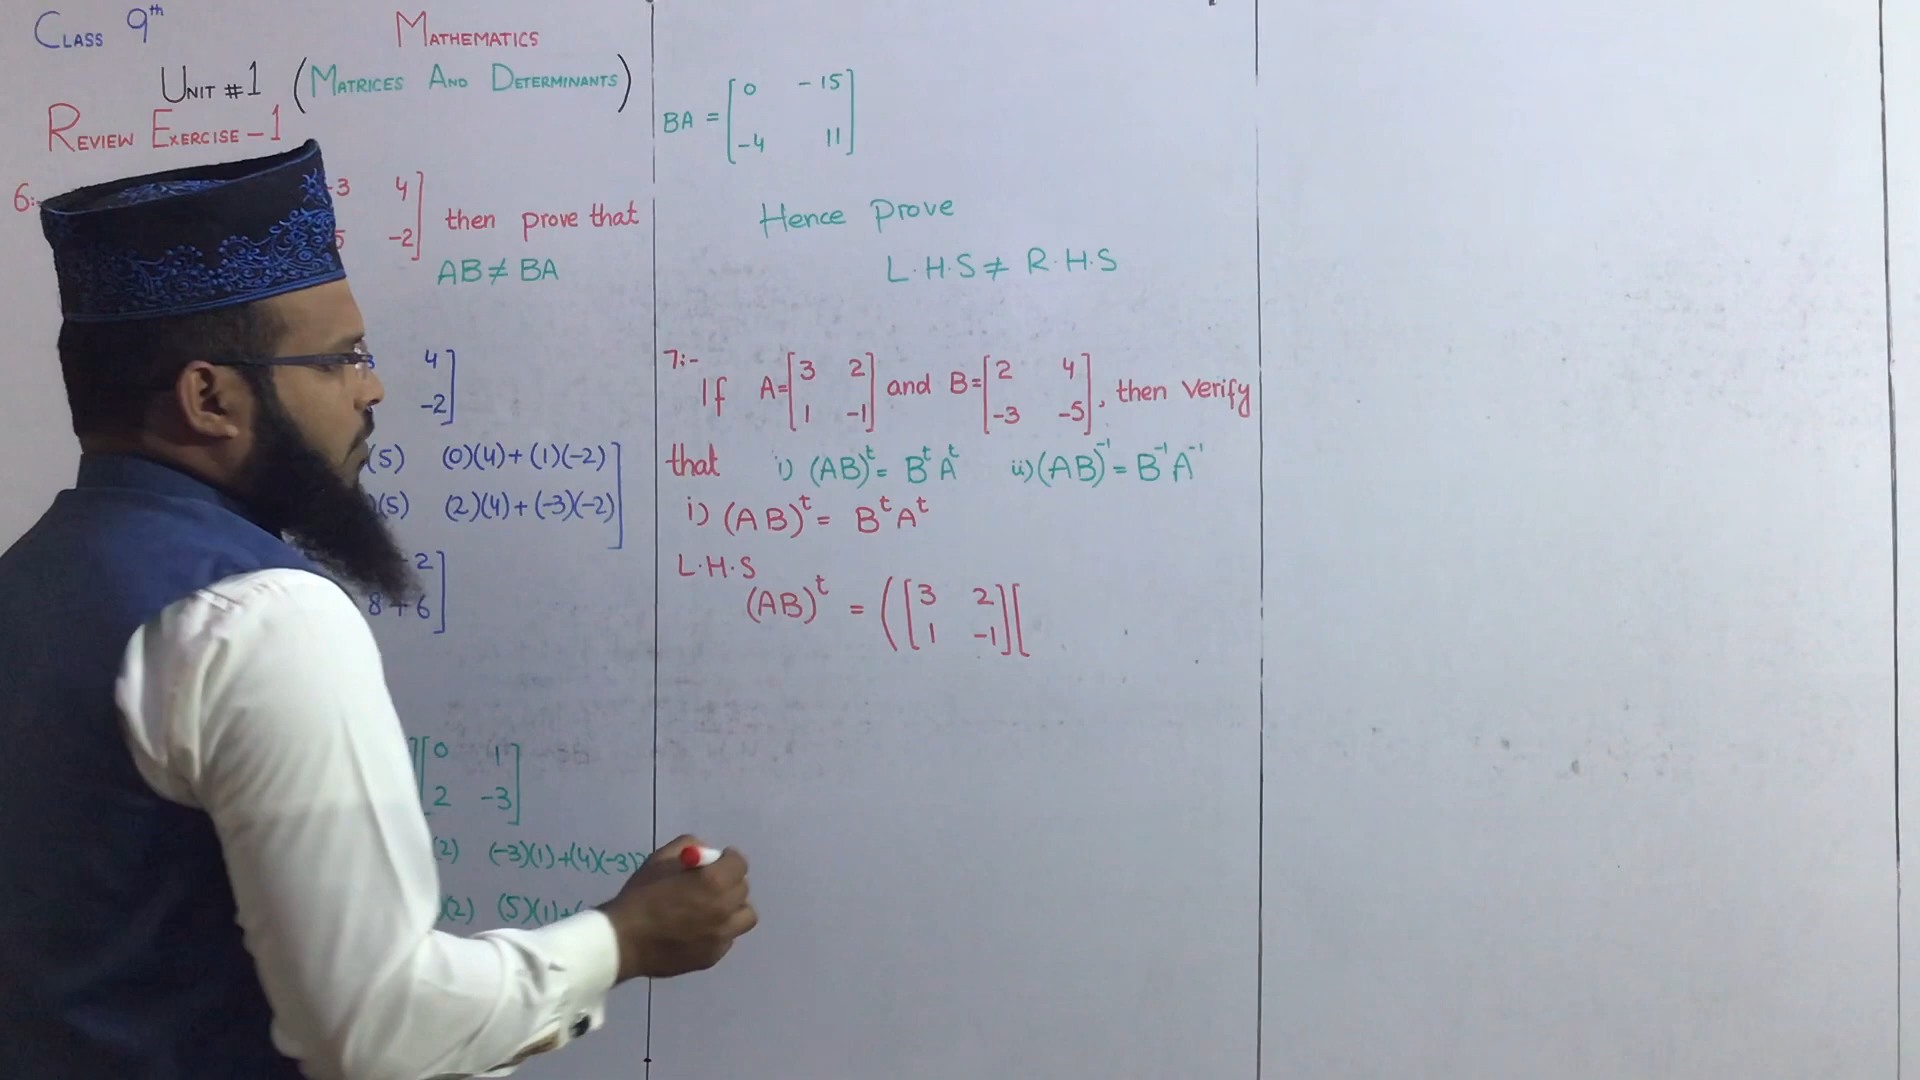 CLASS 9th
MATHEMATICS
UNIT #1 (MATRICES AND DETERMINANTS)
REVIEW EXERCISE-1
6:-
3 4
5 -2] then prove that
AB ≠ BA
4]
-2]
(5) (0)(4)+(1)(-2)]
)(5) (2)(4)+(-3)(-2)]
-2]
8+6]
][0 1]
[2 -3]
(2) (-3)(1)+(4)(-3)
)(2) (5)(1)+
BA = [0 -15]
[-4 11]
Hence Prove
L.H.S ≠ R.H.S
7:-
If A=[3 2] and B=[2 4], then verify
[1 -1] [-3 -5]
that i) (AB)^t = B^t A^t ii) (AB)^-1 = B^-1 A^-1
i) (AB)^t = B^t A^t
L.H.S
(AB)^t = ([3 2][
[1 -1][